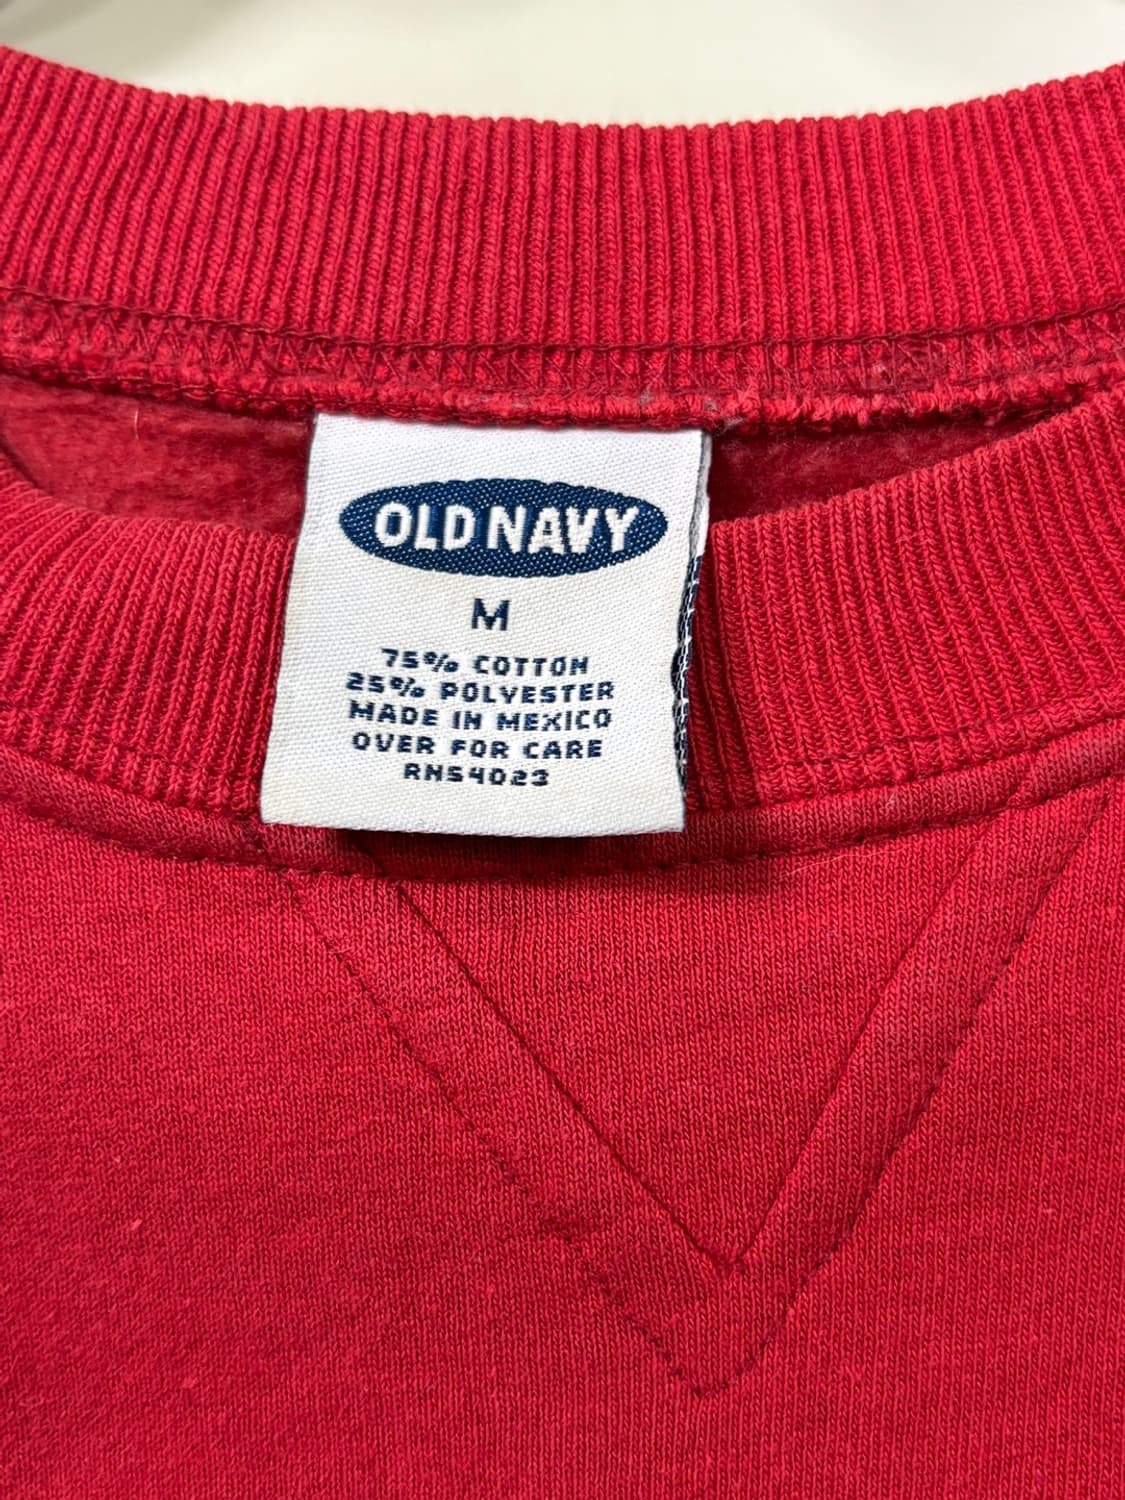 OLD NAVY
M
75% COTTON
25% POLYESTER
MADE IN MEXICO
OVER FOR CARE
RN54023